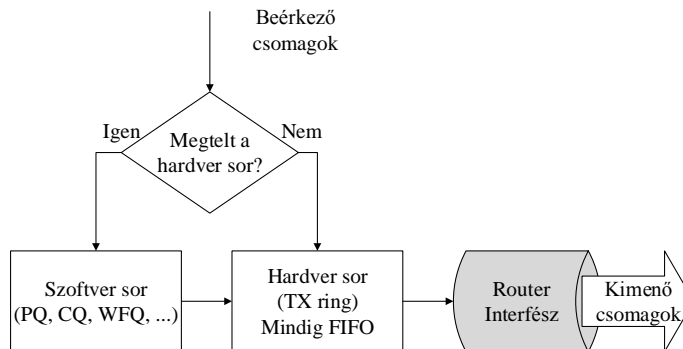 Beérkező
csomagok
Igen
Nem
Megtelt a
hardver sor?
Szoftver sor
(PQ, CQ, WFQ, ...)
Hardver sor
(TX ring)
Mindig FIFO
Router
Interfész
Kimenő
csomagok